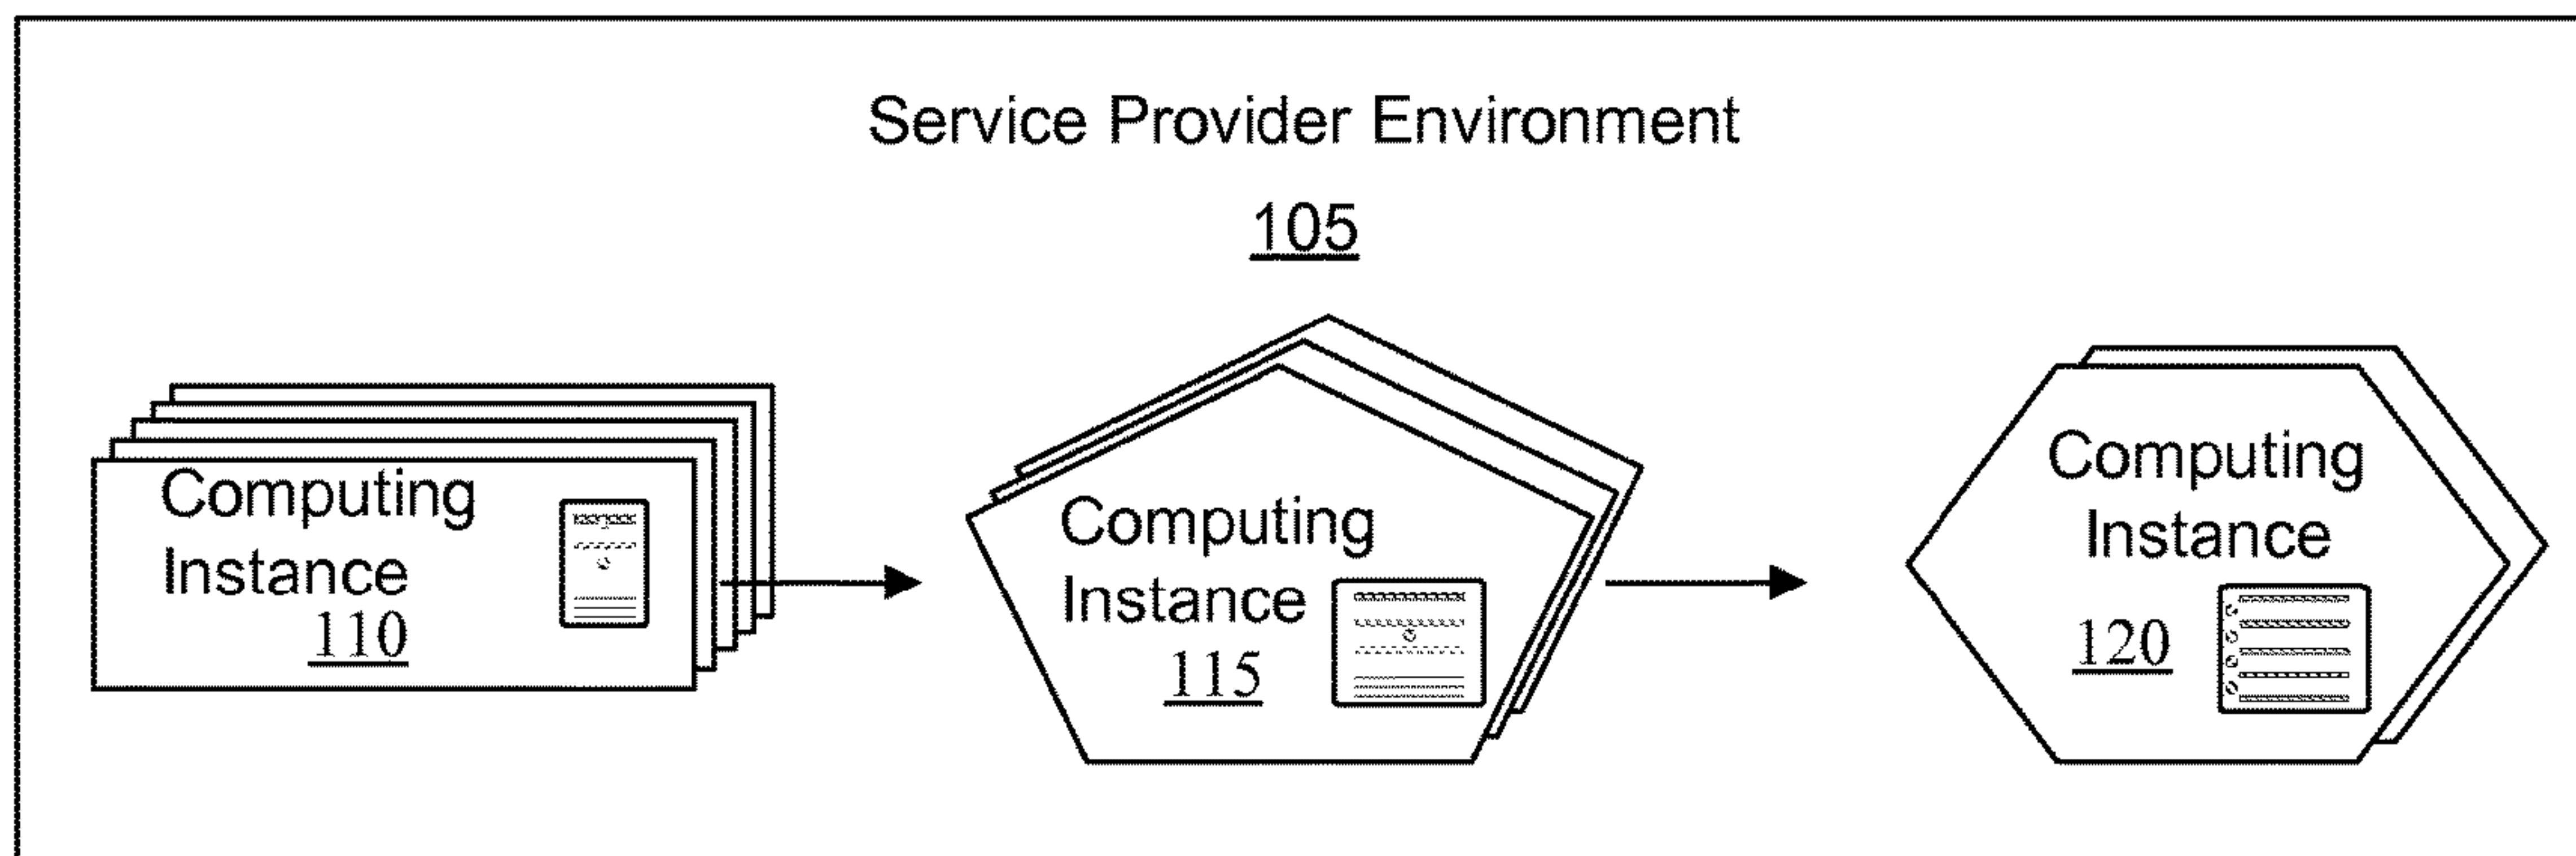 Service Provider Environment
105
Computing
Instance
110
Computing
Instance
115
Computing
Instance
120